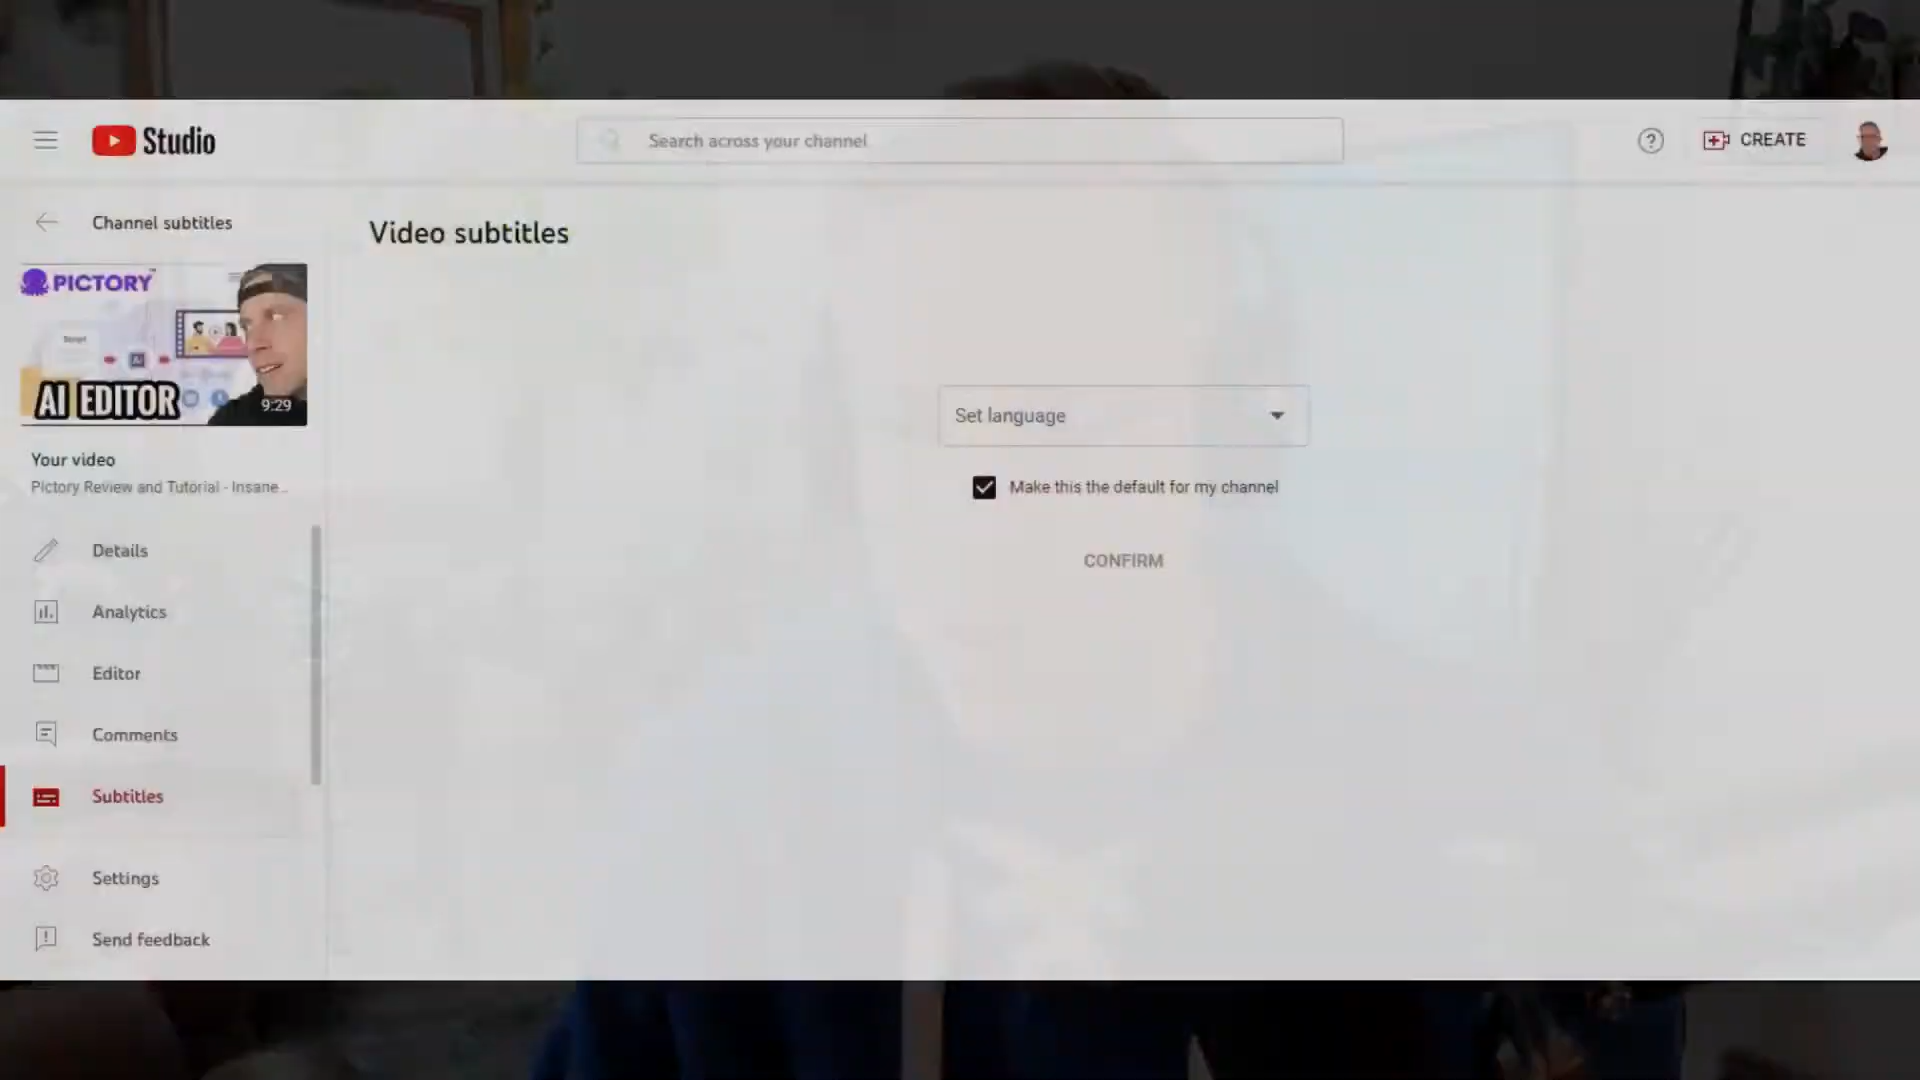 Studio
Search across your channel
CREATE
Channel subtitles
Video subtitles
PICTORY
Script
AI
AI EDITOR
9:29
Set language
Your video
Pictory Review and Tutorial - Insane...
Make this the default for my channel
Details
CONFIRM
Analytics
Editor
Comments
Subtitles
Settings
Send feedback